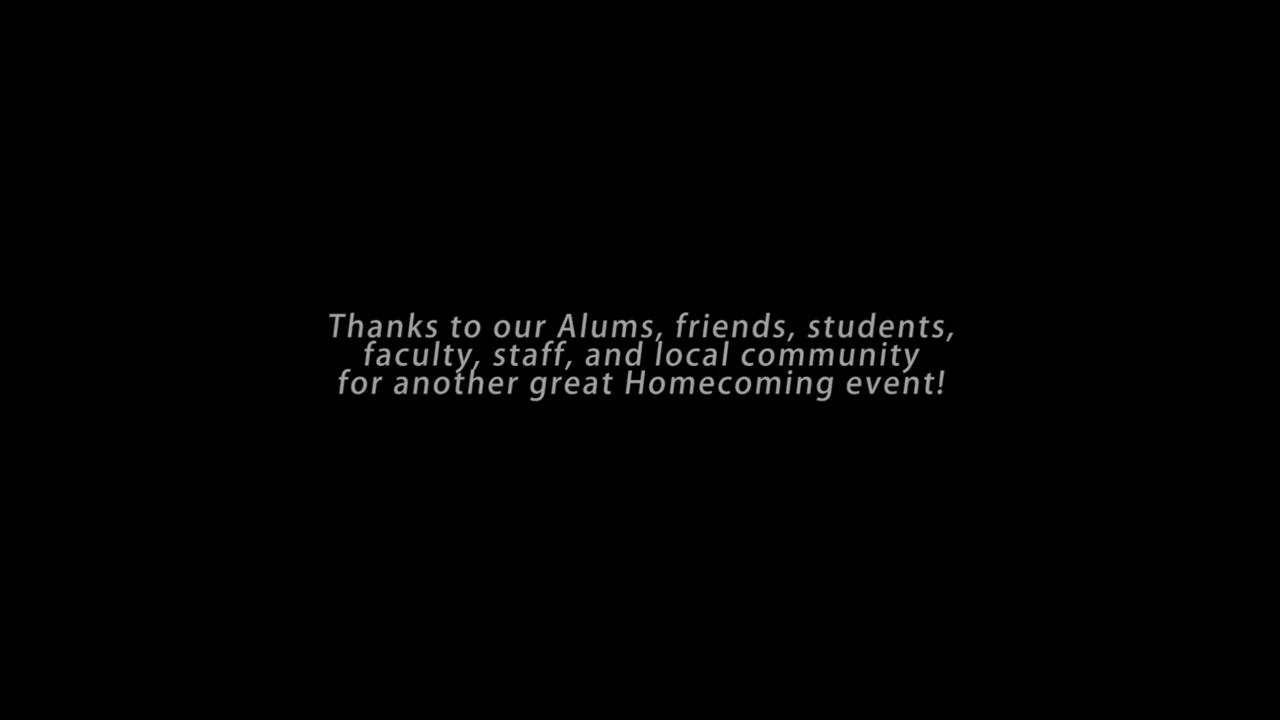 Thanks to our Alums, friends, students,
faculty, staff, and local community
for another great Homecoming event!